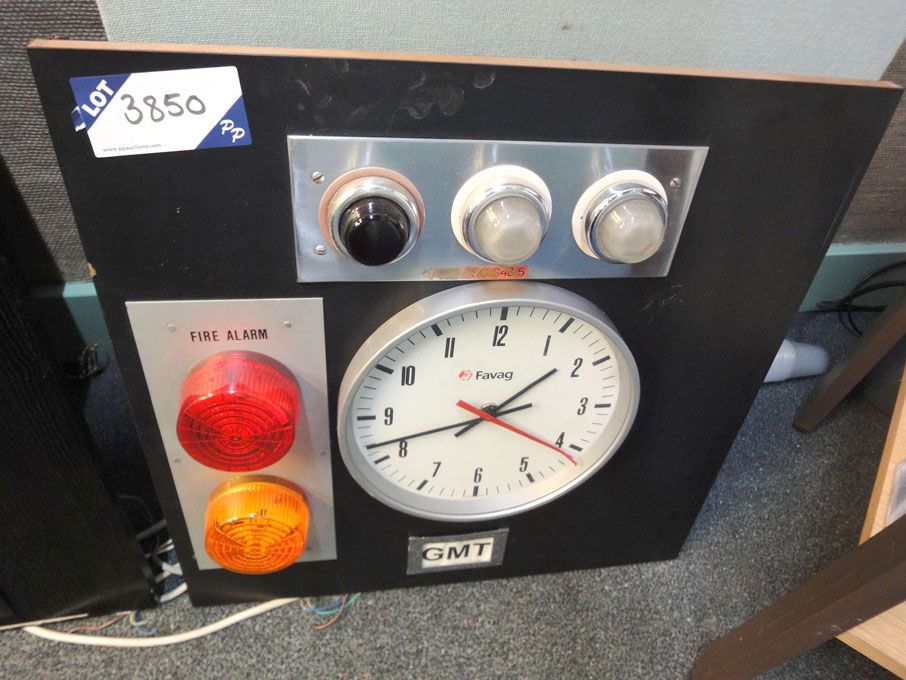 LOT
3850
PP
www.ppauctions.com
FIRE ALARM
12
1
2
3
4
5
6
7
8
9
10
11
Favag
GMT